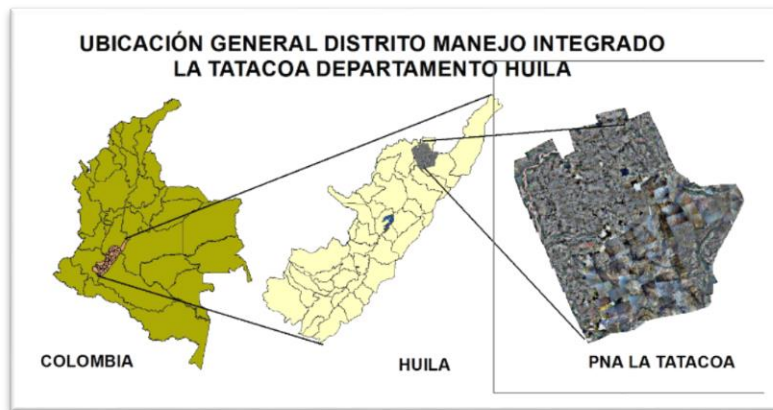 UBICACIÓN GENERAL DISTRITO MANEJO INTEGRADO
LA TATACOA DEPARTAMENTO HUILA
COLOMBIA
HUILA
PNA LA TATACOA